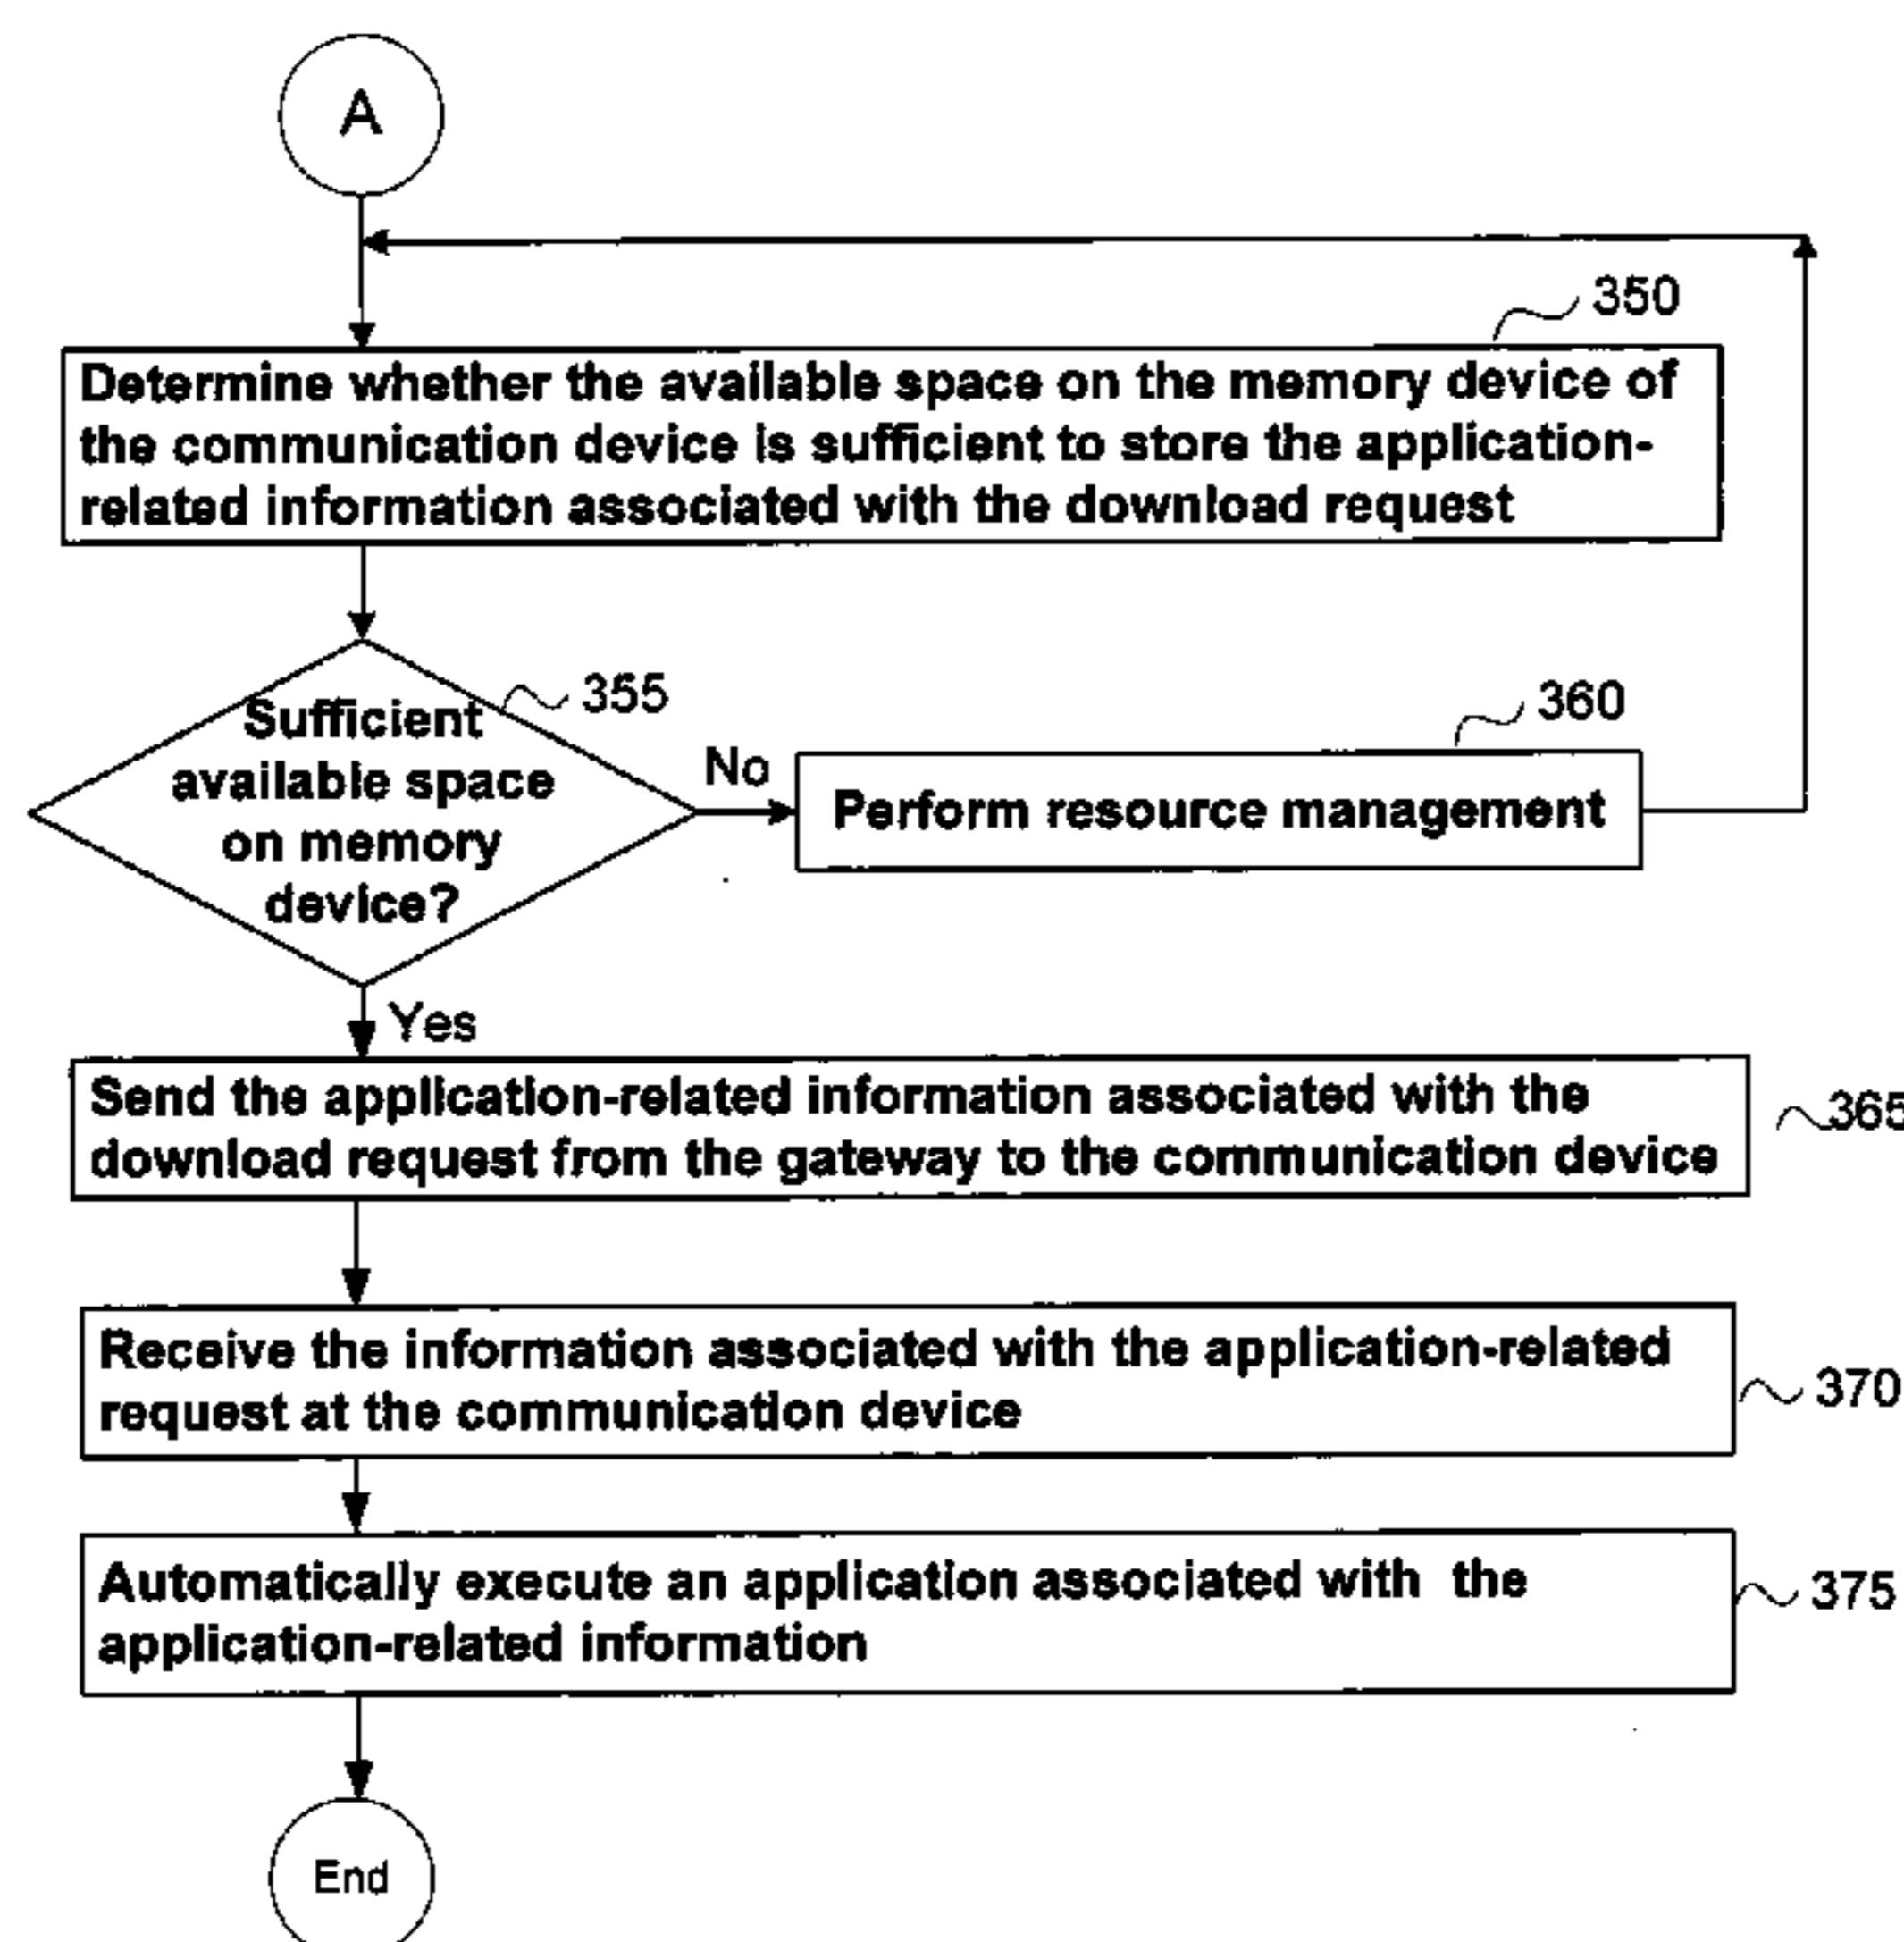 A
350
Determine whether the available space on the memory device of
the communication device is sufficient to store the application-
related information associated with the download request
355
Sufficient
available space
on memory
device?
No
360
Perform resource management
Yes
Send the application-related information associated with the
download request from the gateway to the communication device
365
Receive the information associated with the application-related
request at the communication device
370
Automatically execute an application associated with the
application-related information
375
End